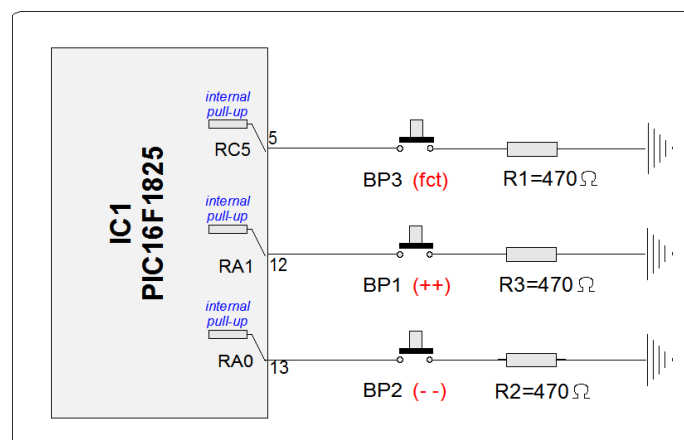 IC1
PIC16F1825
internal
pull-up
5
RC5
BP3 (fct)
R1=470Ω
internal
pull-up
RA1
12
BP1 (++)
R3=470Ω
internal
pull-up
RA0
13
BP2 (- -)
R2=470Ω